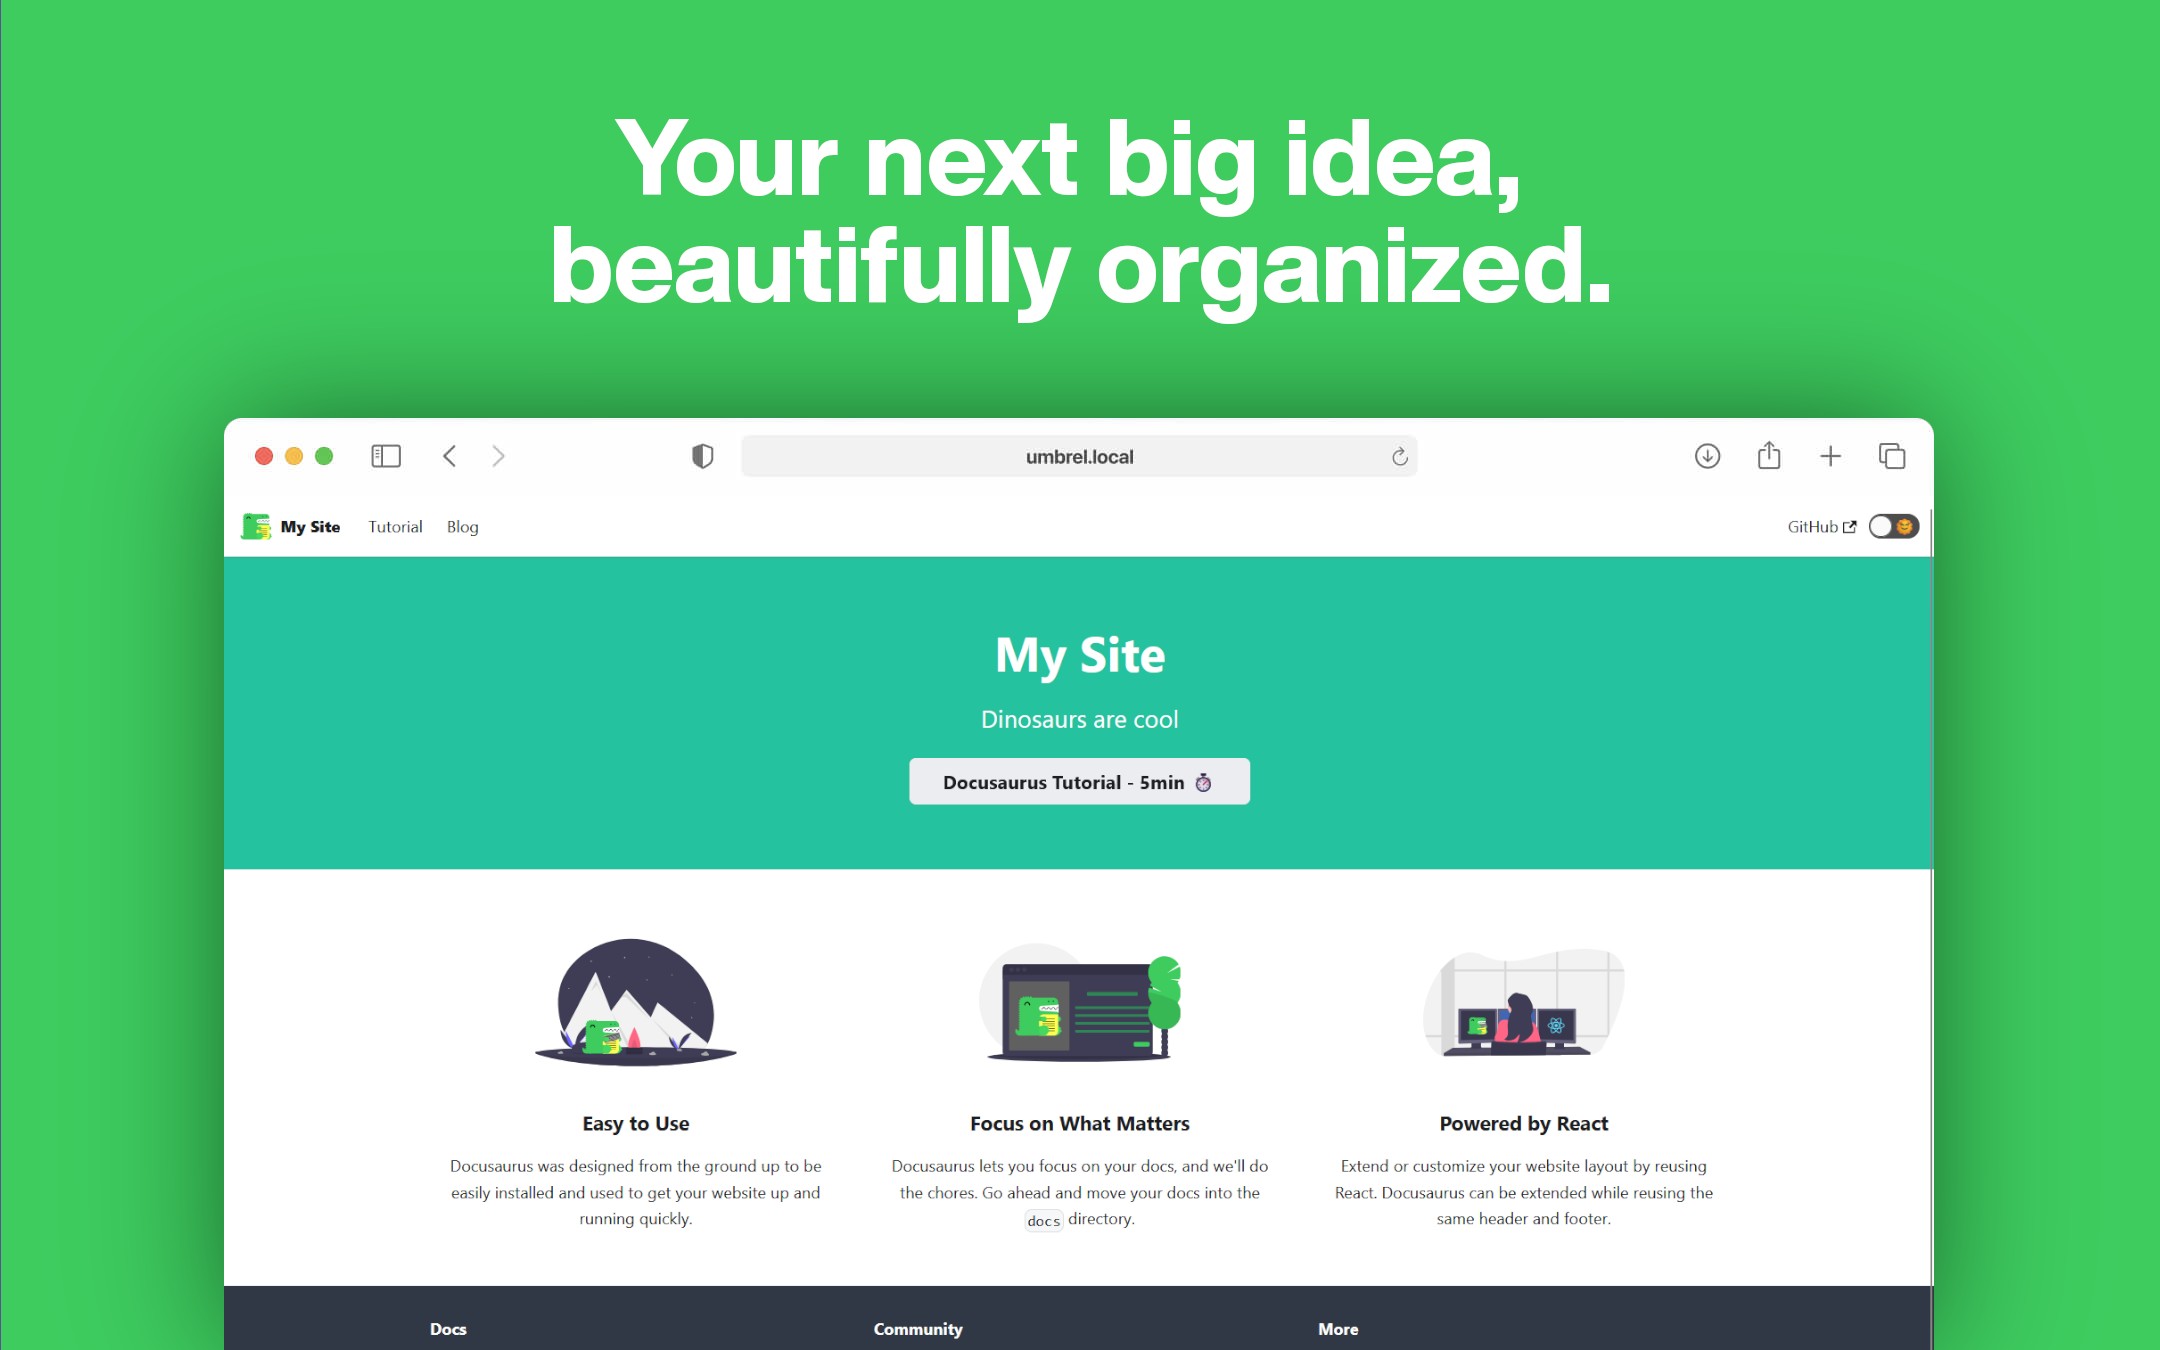 Your next big idea,
beautifully organized.
umbrel.local
My Site
Tutorial
Blog
GitHub
My Site
Dinosaurs are cool
Docusaurus Tutorial - 5min ⏱️
Easy to Use
Docusaurus was designed from the ground up to be
easily installed and used to get your website up and
running quickly.
Focus on What Matters
Docusaurus lets you focus on your docs, and we'll do
the chores. Go ahead and move your docs into the
docs directory.
Powered by React
Extend or customize your website layout by reusing
React. Docusaurus can be extended while reusing the
same header and footer.
Docs
Community
More